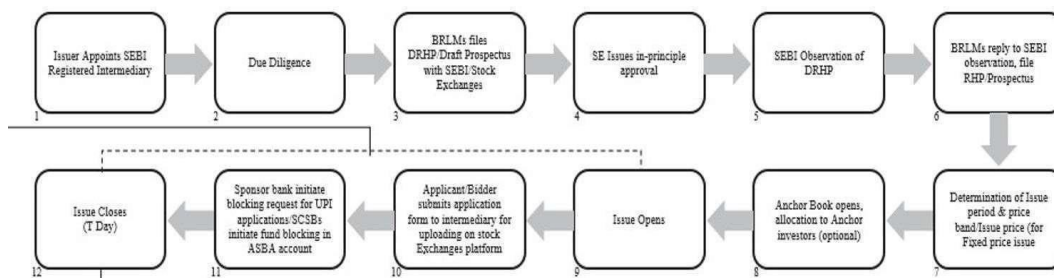 Issuer Appoints SEBI
Registered Intermediary
1
Due Diligence
2
BRLMs files
DRHP/Draft Prospectus
with SEBI/Stock
Exchanges
3
SE Issues in-principle
approval
4
SEBI Observation of
DRHP
5
BRLMs reply to SEBI
observation, file
RHP/Prospectus
6
Determination of Issue
period & price
band/Issue price (for
Fixed price issue
7
Anchor Book opens,
allocation to Anchor
investors (optional)
8
Issue Opens
9
Applicant/Bidder
submits application
form to intermediary for
uploading on stock
Exchanges platform
10
Sponsor bank initiate
blocking request for UPI
applications/SCSBs
initiate fund blocking in
ASBA account
11
Issue Closes
(T Day)
12